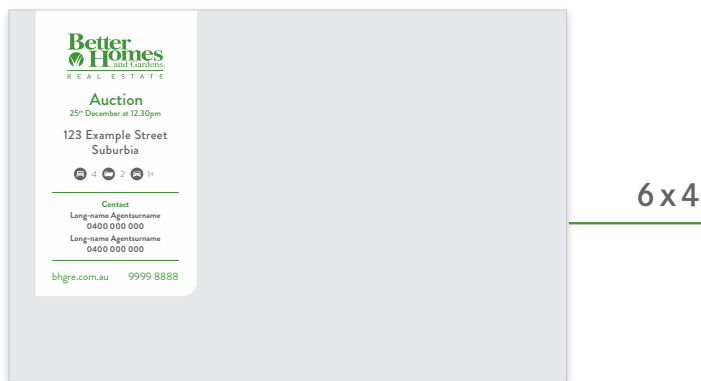 Better
Homes
and Gardens
REAL ESTATE
Auction
25th December at 12.30pm
123 Example Street
Suburbia
4 2 1+
Contact
Long-name Agentsurname
0400 000 000
Long-name Agentsurname
0400 000 000
bhgre.com.au 9999 8888
6 x 4